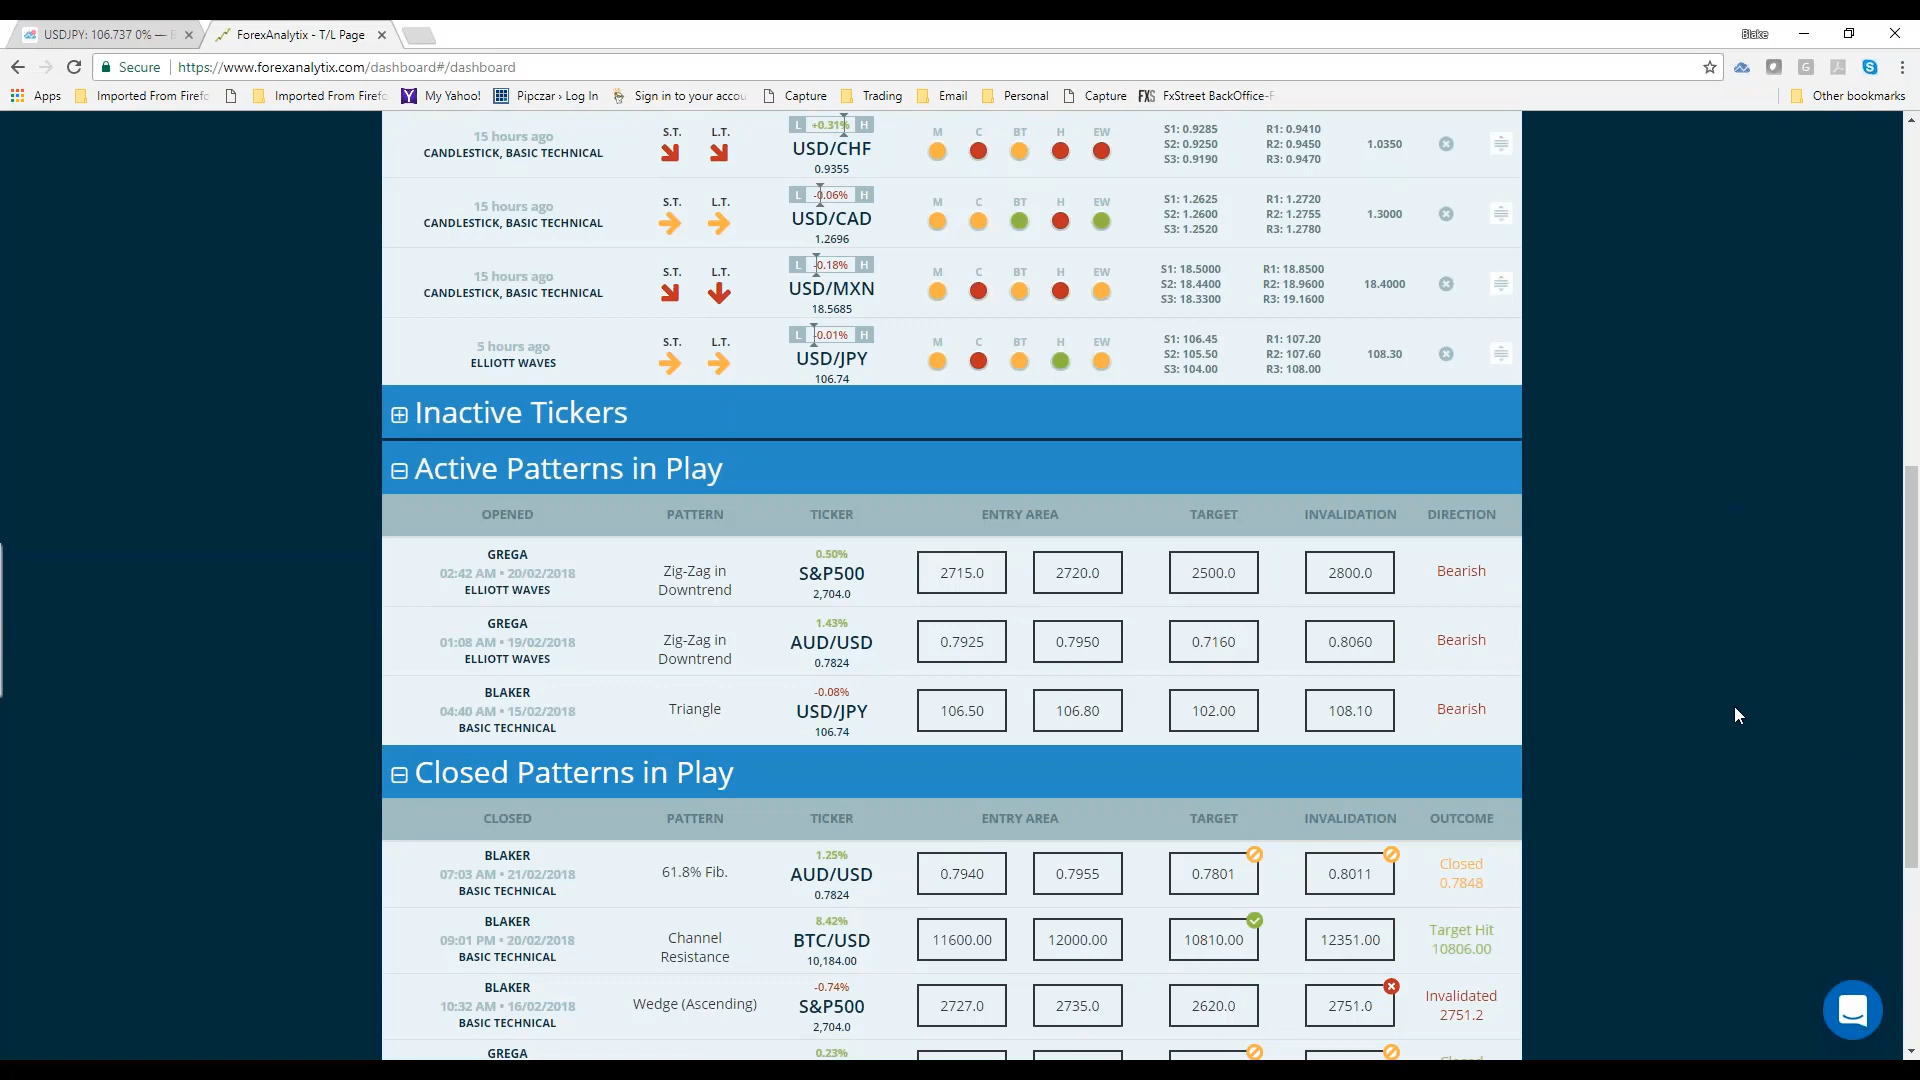 USDJPY: 106.737 0% —
ForexAnalytix - T/L Page
Blake
Secure
https://www.forexanalytix.com/dashboard#/dashboard
Apps
Imported From Firefo
Imported From Firefo
My Yahoo!
Pipczar › Log In
Sign in to your accou
Capture
Trading
Email
Personal
Capture
FXS FxStreet BackOffice-F
Other bookmarks
15 hours ago
CANDLESTICK, BASIC TECHNICAL
S.T. L.T.
L +0.31% H
USD/CHF
0.9355
M C BT H EW
S1: 0.9285 R1: 0.9410
S2: 0.9250 R2: 0.9450
S3: 0.9190 R3: 0.9470
1.0350
15 hours ago
CANDLESTICK, BASIC TECHNICAL
S.T. L.T.
L -0.06% H
USD/CAD
1.2696
M C BT H EW
S1: 1.2625 R1: 1.2720
S2: 1.2600 R2: 1.2755
S3: 1.2520 R3: 1.2780
1.3000
15 hours ago
CANDLESTICK, BASIC TECHNICAL
S.T. L.T.
L -0.18% H
USD/MXN
18.5685
M C BT H EW
S1: 18.5000 R1: 18.8500
S2: 18.4400 R2: 18.9600
S3: 18.3300 R3: 19.1600
18.4000
5 hours ago
ELLIOTT WAVES
S.T. L.T.
L -0.01% H
USD/JPY
106.74
M C BT H EW
S1: 106.45 R1: 107.20
S2: 105.50 R2: 107.60
S3: 104.00 R3: 108.00
108.30
Inactive Tickers
Active Patterns in Play
OPENED PATTERN TICKER ENTRY AREA TARGET INVALIDATION DIRECTION
GREGA
02:42 AM • 20/02/2018
ELLIOTT WAVES
Zig-Zag in
Downtrend
0.50%
S&P500
2,704.0
2715.0 2720.0 2500.0 2800.0 Bearish
GREGA
01:08 AM • 19/02/2018
ELLIOTT WAVES
Zig-Zag in
Downtrend
1.43%
AUD/USD
0.7824
0.7925 0.7950 0.7160 0.8060 Bearish
BLAKER
04:40 AM • 15/02/2018
BASIC TECHNICAL
Triangle
-0.08%
USD/JPY
106.74
106.50 106.80 102.00 108.10 Bearish
Closed Patterns in Play
CLOSED PATTERN TICKER ENTRY AREA TARGET INVALIDATION OUTCOME
BLAKER
07:03 AM • 21/02/2018
BASIC TECHNICAL
61.8% Fib.
1.25%
AUD/USD
0.7824
0.7940 0.7955 0.7801 0.8011
Closed
0.7848
BLAKER
09:01 PM • 20/02/2018
BASIC TECHNICAL
Channel
Resistance
8.42%
BTC/USD
10,184.00
11600.00 12000.00 10810.00 12351.00
Target Hit
10806.00
BLAKER
10:32 AM • 16/02/2018
BASIC TECHNICAL
Wedge (Ascending)
-0.74%
S&P500
2,704.0
2727.0 2735.0 2620.0 2751.0
Invalidated
2751.2
GREGA
0.23%